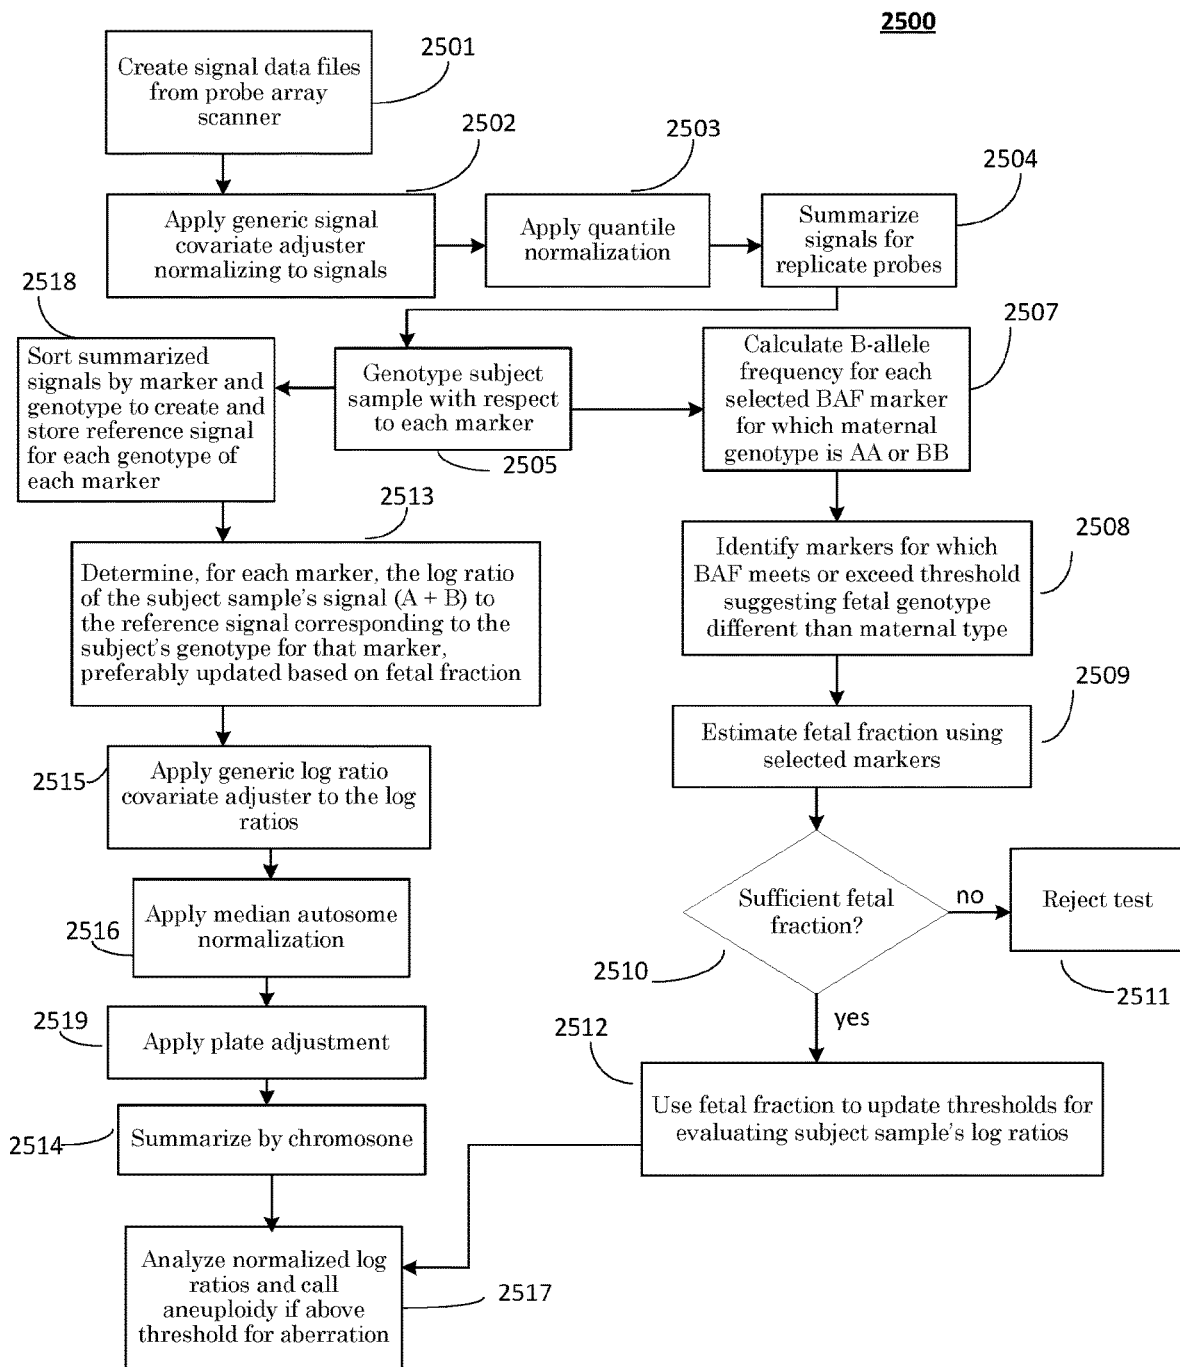 2500
2501
Create signal data files
from probe array
scanner
2502
Apply generic signal
covariate adjuster
normalizing to signals
2503
Apply quantile
normalization
2504
Summarize
signals for
replicate probes
2518
Sort summarized
signals by marker and
genotype to create and
store reference signal
for each genotype of
each marker
Genotype subject
sample with respect
to each marker
2505
2507
Calculate B-allele
frequency for each
selected BAF marker
for which maternal
genotype is AA or BB
2513
Determine, for each marker, the log ratio
of the subject sample's signal (A + B) to
the reference signal corresponding to the
subject's genotype for that marker,
preferably updated based on fetal fraction
2508
Identify markers for which
BAF meets or exceed threshold
suggesting fetal genotype
different than maternal type
2509
Estimate fetal fraction using
selected markers
2515
Apply generic log ratio
covariate adjuster to the log
ratios
Sufficient fetal
fraction?
2510
no
Reject test
2511
yes
2516
Apply median autosome
normalization
2519
Apply plate adjustment
2512
Use fetal fraction to update thresholds for
evaluating subject sample's log ratios
2514
Summarize by chromosone
Analyze normalized log
ratios and call
aneuploidy if above
threshold for aberration
2517